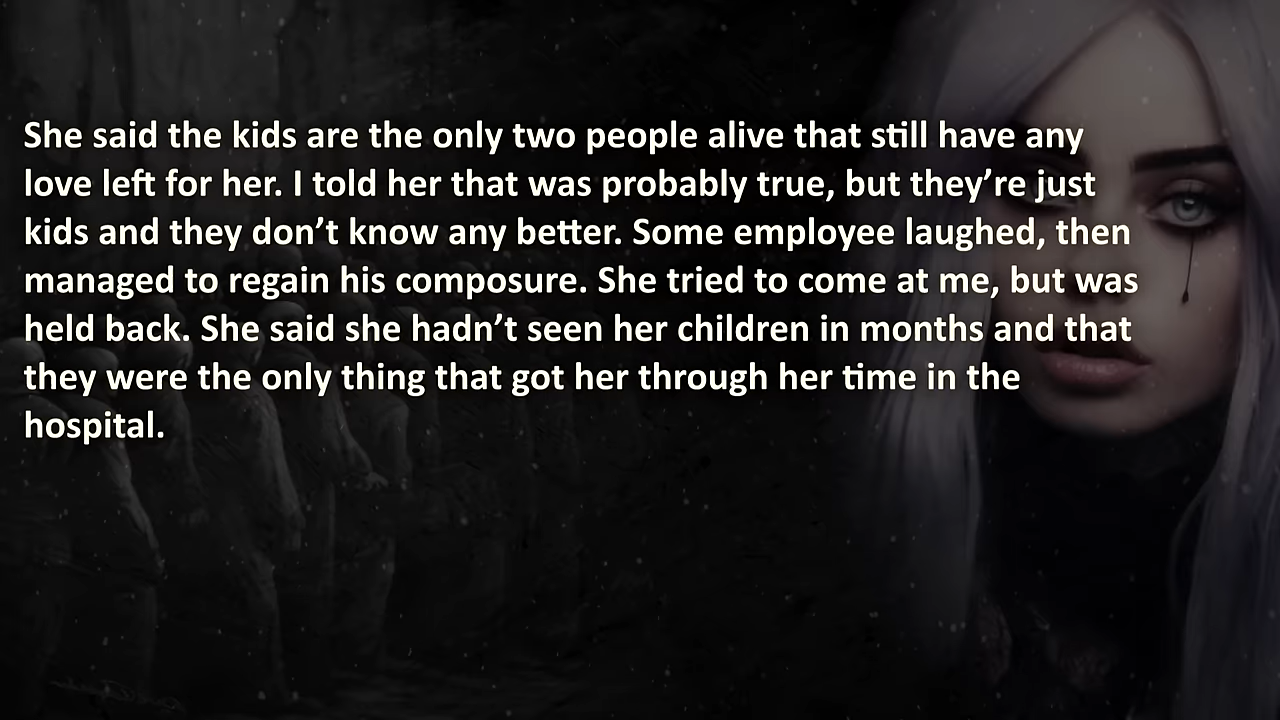 She said the kids are the only two people alive that still have any
love left for her. I told her that was probably true, but they’re just
kids and they don’t know any better. Some employee laughed, then
managed to regain his composure. She tried to come at me, but was
held back. She said she hadn’t seen her children in months and that
they were the only thing that got her through her time in the
hospital.